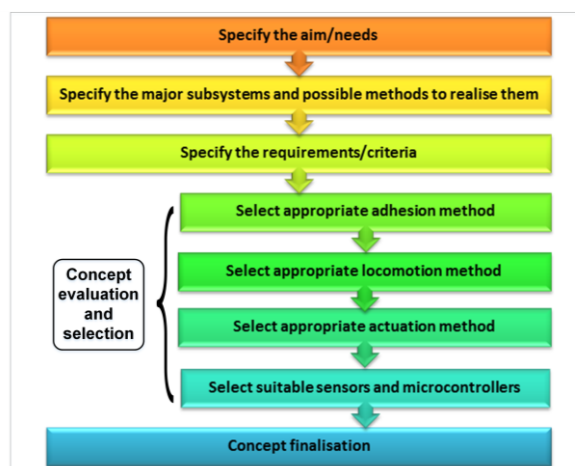 Specify the aim/needs
Specify the major subsystems and possible methods to realise them
Specify the requirements/criteria
Select appropriate adhesion method
Select appropriate locomotion method
Concept
evaluation
and
selection
Select appropriate actuation method
Select suitable sensors and microcontrollers
Concept finalisation